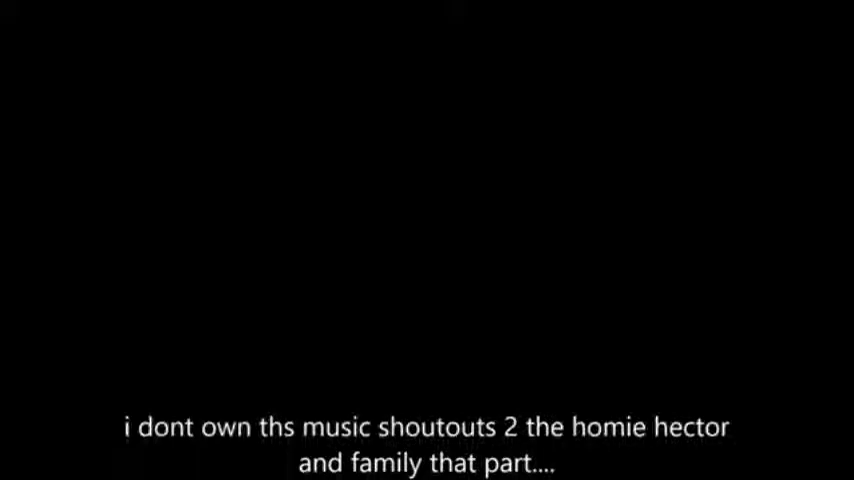 i dont own ths music shoutouts 2 the homie hector
and family that part....